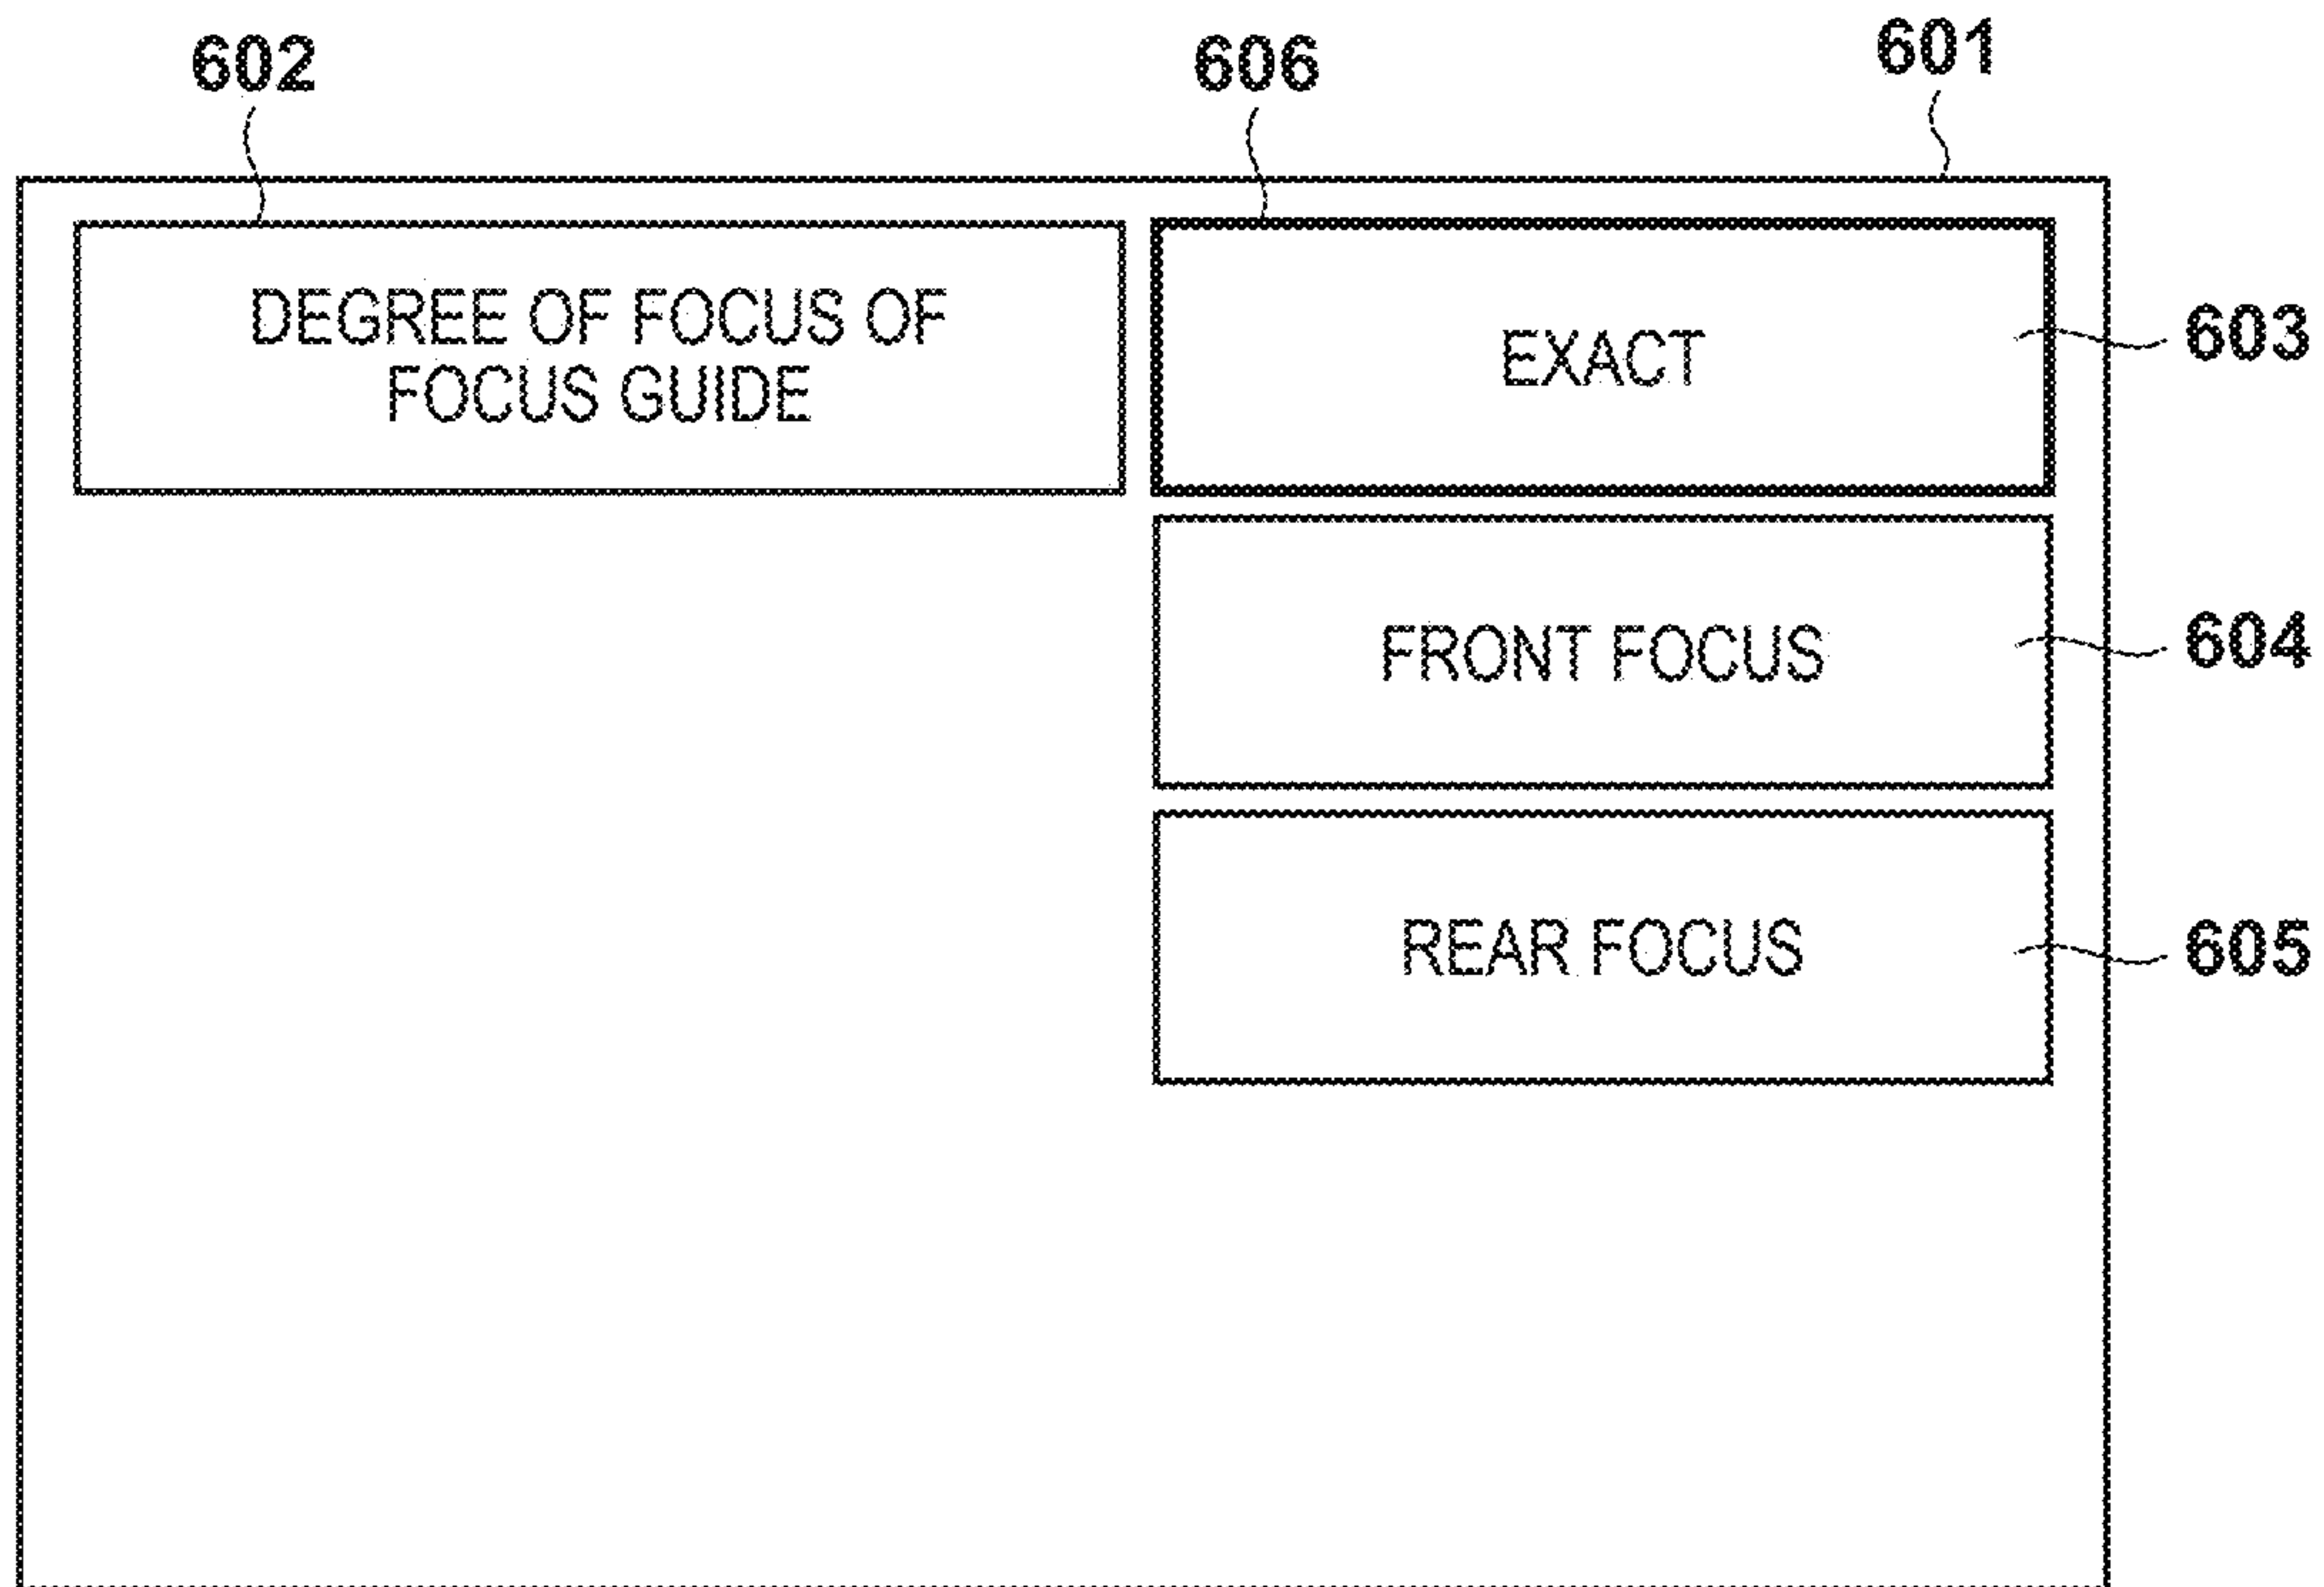 602
606
601
DEGREE OF FOCUS OF
FOCUS GUIDE
EXACT
603
FRONT FOCUS
604
REAR FOCUS
605